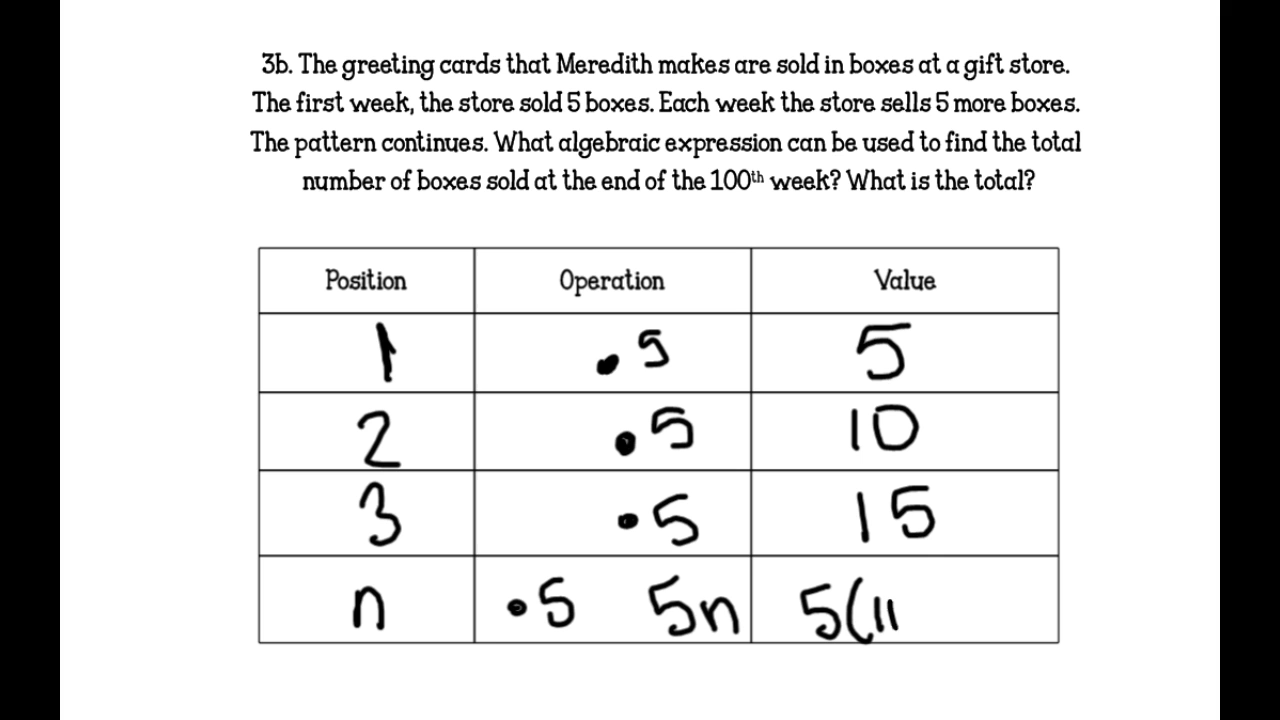 3b. The greeting cards that Meredith makes are sold in boxes at a gift store.
The first week, the store sold 5 boxes. Each week the store sells 5 more boxes.
The pattern continues. What algebraic expression can be used to find the total
number of boxes sold at the end of the 100th week? What is the total?
Position Operation Value
1 • 5 5
2 • 5 10
3 • 5 15
n • 5 5n 5(11